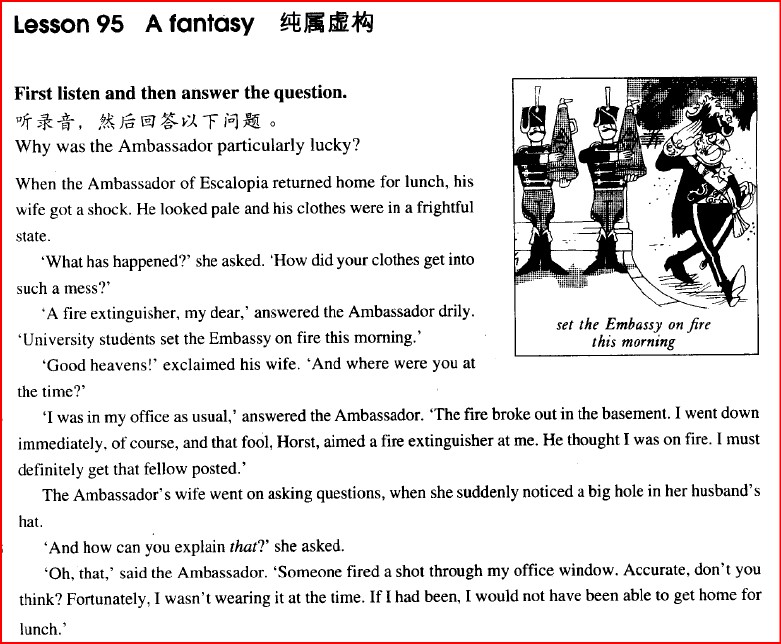 Lesson 95 A fantasy 纯属虚构
First listen and then answer the question.
听录音，然后回答以下问题。
Why was the Ambassador particularly lucky?
When the Ambassador of Escalopia returned home for lunch, his
wife got a shock. He looked pale and his clothes were in a frightful
state.
‘What has happened?’ she asked. ‘How did your clothes get into
such a mess?’
‘A fire extinguisher, my dear,’ answered the Ambassador drily.
‘University students set the Embassy on fire this morning.’
‘Good heavens!’ exclaimed his wife. ‘And where were you at
the time?’
set the Embassy on fire
this morning
‘I was in my office as usual,’ answered the Ambassador. ‘The fire broke out in the basement. I went down
immediately, of course, and that fool, Horst, aimed a fire extinguisher at me. He thought I was on fire. I must
definitely get that fellow posted.’
The Ambassador's wife went on asking questions, when she suddenly noticed a big hole in her husband's
hat.
‘And how can you explain that?’ she asked.
‘Oh, that,’ said the Ambassador. ‘Someone fired a shot through my office window. Accurate, don't you
think? Fortunately, I wasn't wearing it at the time. If I had been, I would not have been able to get home for
lunch.’